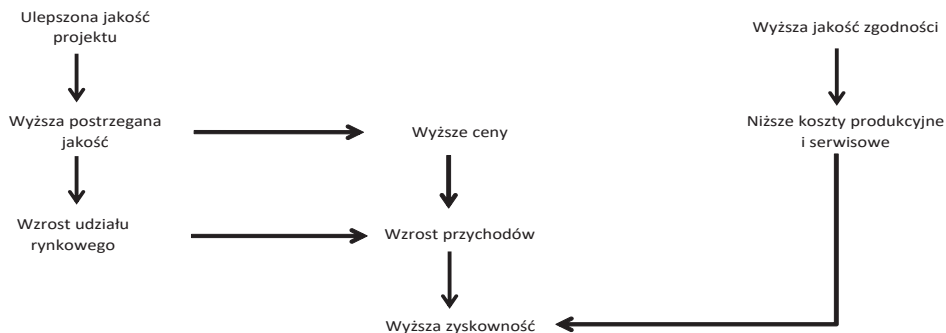 Ulepszona jakość
projektu
Wyższa jakość zgodności
Wyższa postrzegana
jakość
Wyższe ceny
Niższe koszty produkcyjne
i serwisowe
Wzrost udziału
rynkowego
Wzrost przychodów
Wyższa zyskowność